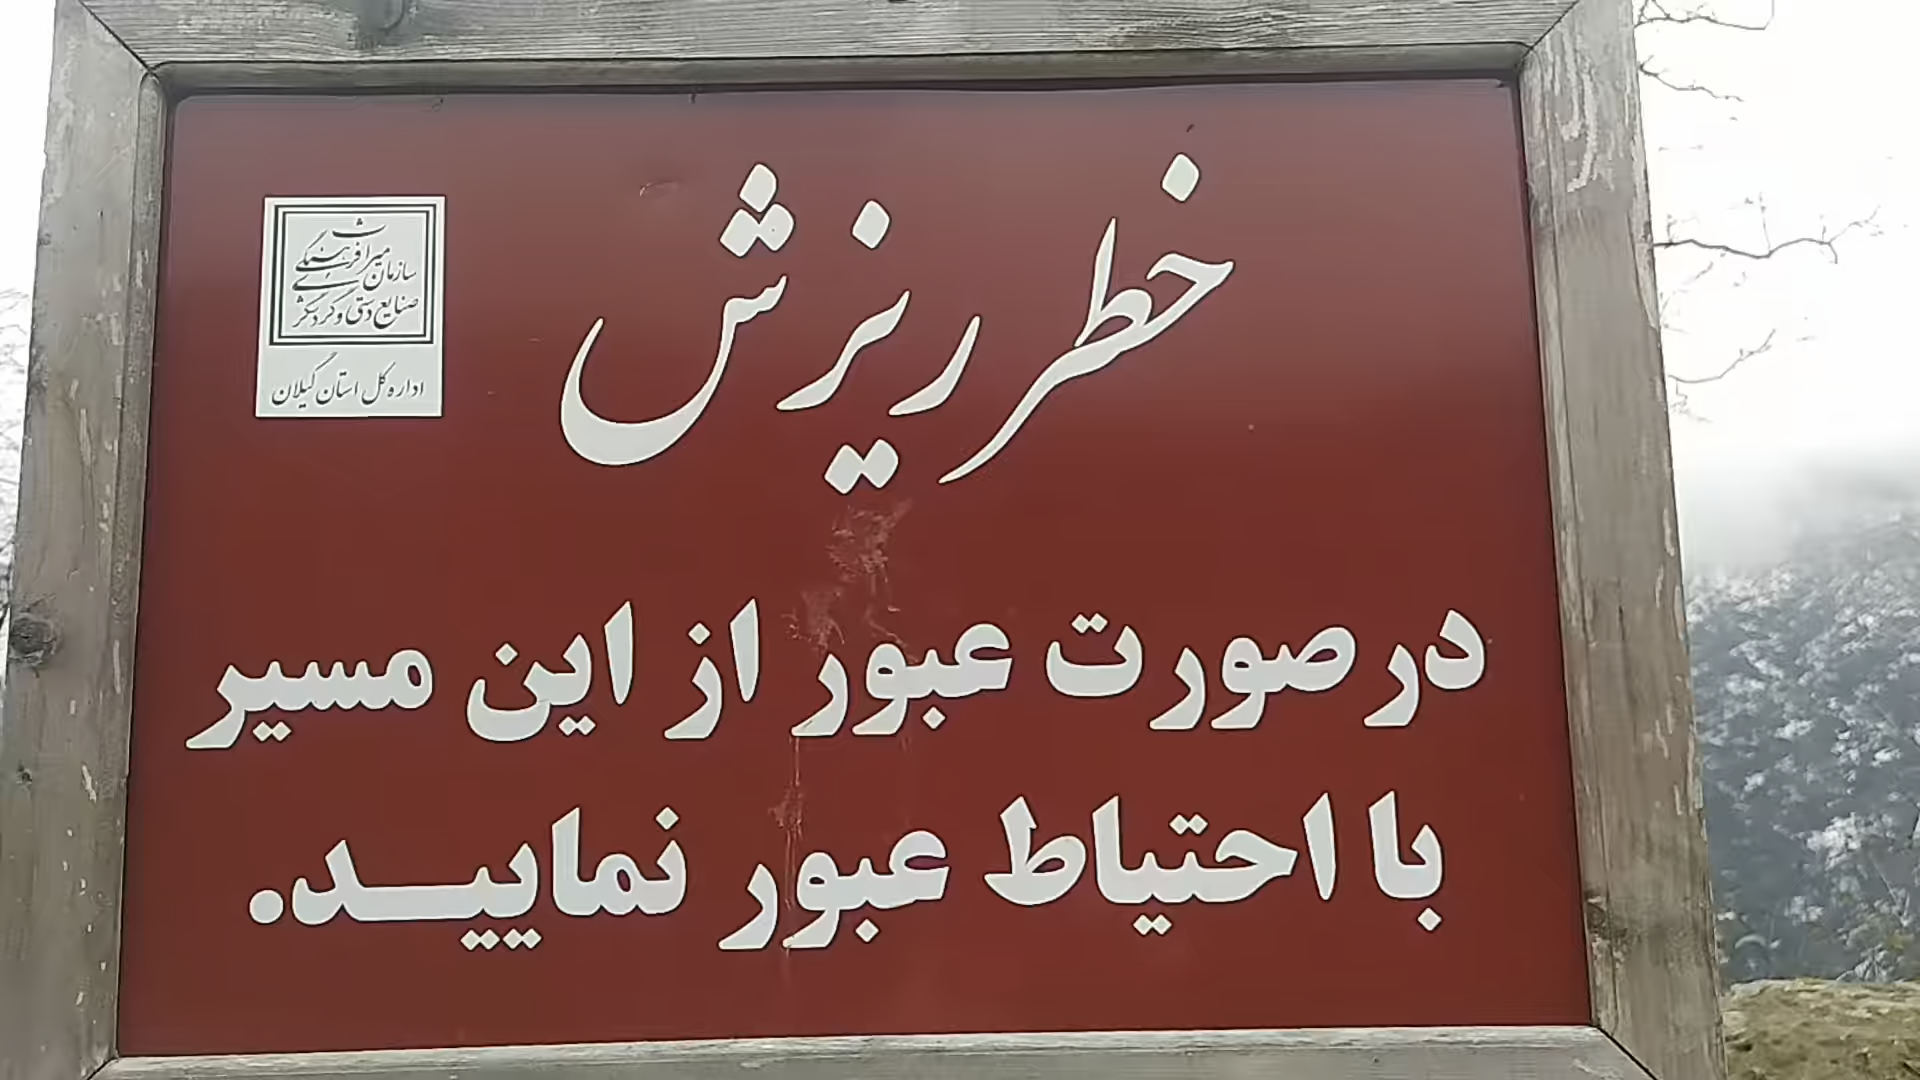 خطر ریزش
سازمان میراث فرهنگی
صنایع دستی و گردشگری
اداره کل استان گیلان
در صورت عبور از این مسیر
با احتیاط عبور نمایید.